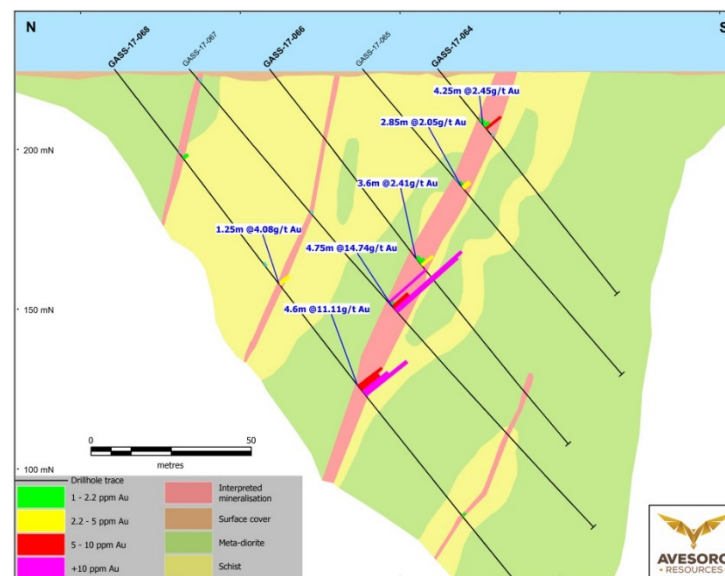 N
GASS-17-068
GASS-17-067
GASS-17-066
GASS-17-065
GASS-17-064
S
4.25m @2.45g/t Au
2.85m @2.05g/t Au
200 mN
3.6m @2.41g/t Au
1.25m @4.08g/t Au
4.75m @14.74g/t Au
150 mN
4.6m @11.11g/t Au
0
50
metres
100 mN
Drillhole trace
1 - 2.2 ppm Au
2.2 - 5 ppm Au
5 - 10 ppm Au
+10 ppm Au
Interpreted
mineralisation
Surface cover
Meta-diorite
Schist
AVESORO
RESOURCES